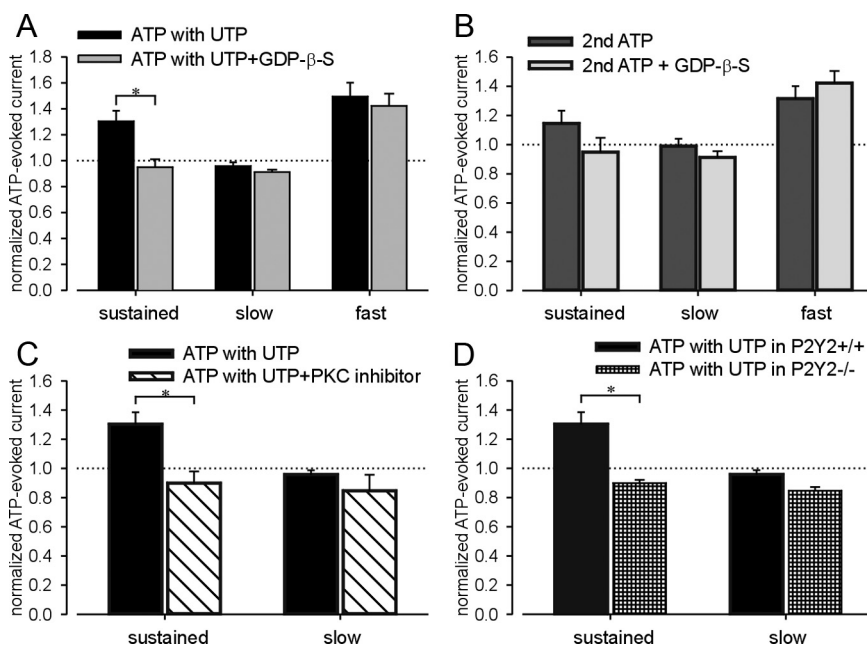 A
ATP with UTP
ATP with UTP+GDP-β-S
normalized ATP-evoked current
1.8
1.6
1.4
1.2
1.0
0.8
0.6
0.4
0.2
0.0
*
sustained
slow
fast
B
2nd ATP
2nd ATP + GDP-β-S
normalized ATP-evoked current
1.6
1.4
1.2
1.0
0.8
0.6
0.4
0.2
0.0
sustained
slow
fast
C
ATP with UTP
ATP with UTP+PKC inhibitor
normalized ATP-evoked current
1.6
1.4
1.2
1.0
0.8
0.6
0.4
0.2
0.0
*
sustained
slow
D
ATP with UTP in P2Y2+/+
ATP with UTP in P2Y2-/-
normalized ATP-evoked current
1.6
1.4
1.2
1.0
0.8
0.6
0.4
0.2
0.0
*
sustained
slow